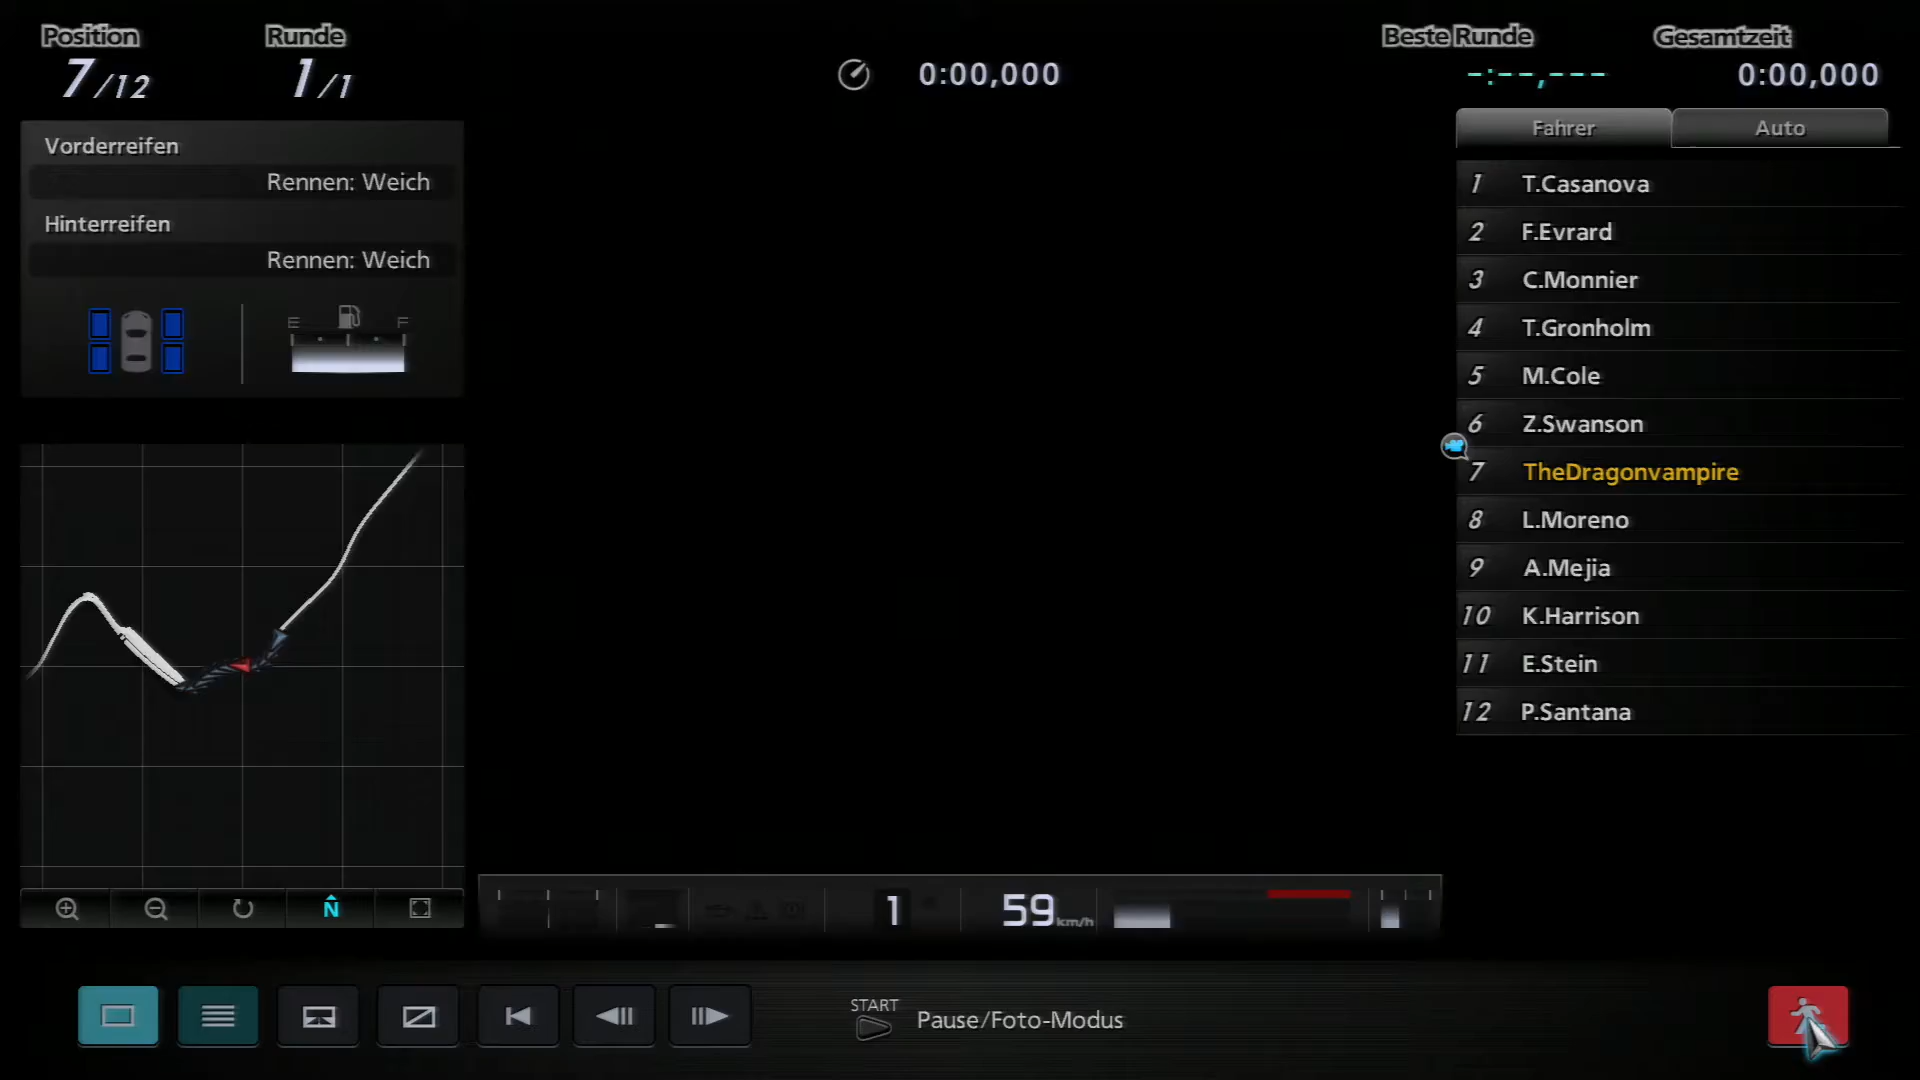 Position
7/12
Runde
1/1
0:00,000
Beste Runde
-:--,---
Gesamtzeit
0:00,000
Vorderreifen
Rennen: Weich
Hinterreifen
Rennen: Weich
E F
Fahrer
Auto
1 T.Casanova
2 F.Evrard
3 C.Monnier
4 T.Gronholm
5 M.Cole
6 Z.Swanson
7 TheDragonvampire
8 L.Moreno
9 A.Mejia
10 K.Harrison
11 E.Stein
12 P.Santana
N
1
59 km/h
START
Pause/Foto-Modus